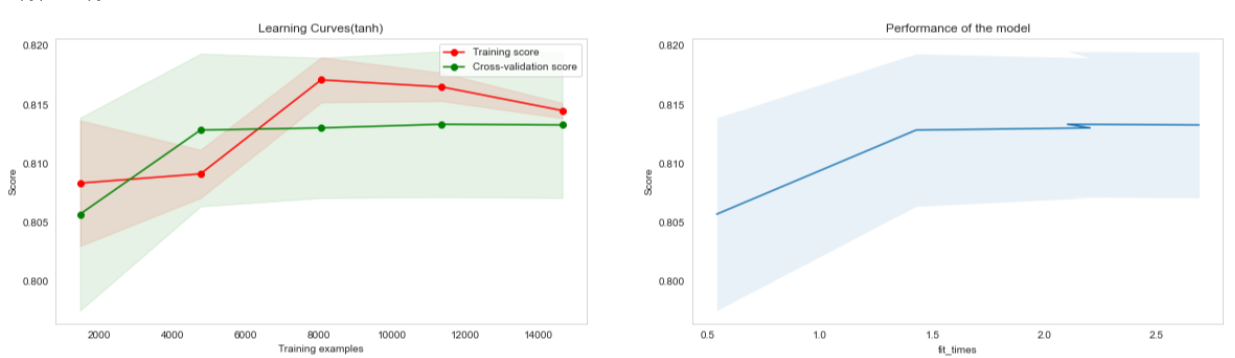 Learning Curves(tanh)
0.820
0.815
0.810
0.805
0.800
Score
Training score
Cross-validation score
2000 4000 6000 8000 10000 12000 14000
Training examples
Performance of the model
0.820
0.815
0.810
0.805
0.800
Score
0.5 1.0 1.5 2.0 2.5
fit_times